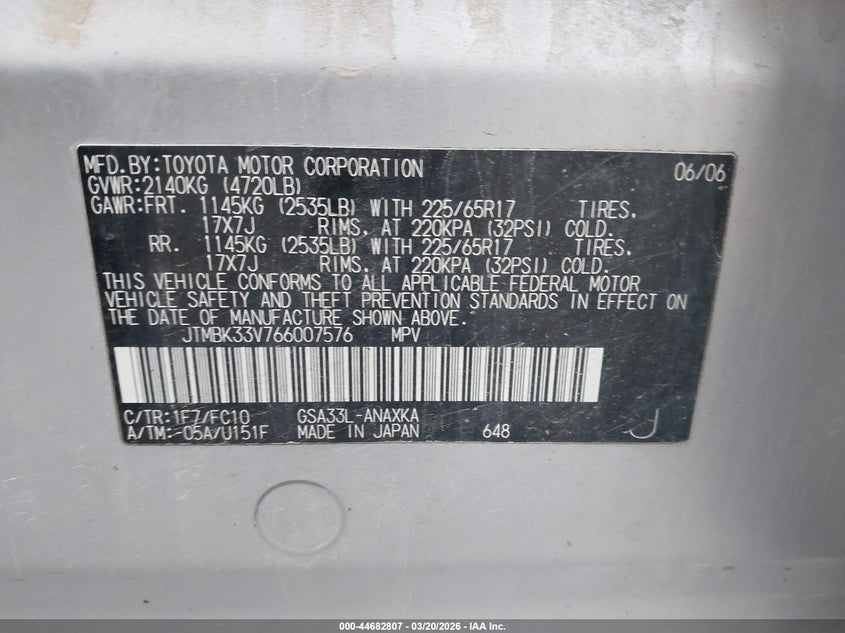 MFD.BY:TOYOTA MOTOR CORPORATION 06/06
GVWR:2140KG (4720LB)
GAWR:FRT. 1145KG (2535LB) WITH 225/65R17 TIRES,
17X7J RIMS, AT 220KPA (32PSI) COLD.
RR. 1145KG (2535LB) WITH 225/65R17 TIRES,
17X7J RIMS, AT 220KPA (32PSI) COLD.
THIS VEHICLE CONFORMS TO ALL APPLICABLE FEDERAL MOTOR
VEHICLE SAFETY AND THEFT PREVENTION STANDARDS IN EFFECT ON
THE DATE OF MANUFACTURE SHOWN ABOVE.
JTMBK33V766007576 MPV
C/TR:1F7/FC10 GSA33L-ANAXKA
A/TM:-05A/U151F MADE IN JAPAN 648 J
000-44682807 | 03/20/2026 - IAA Inc.